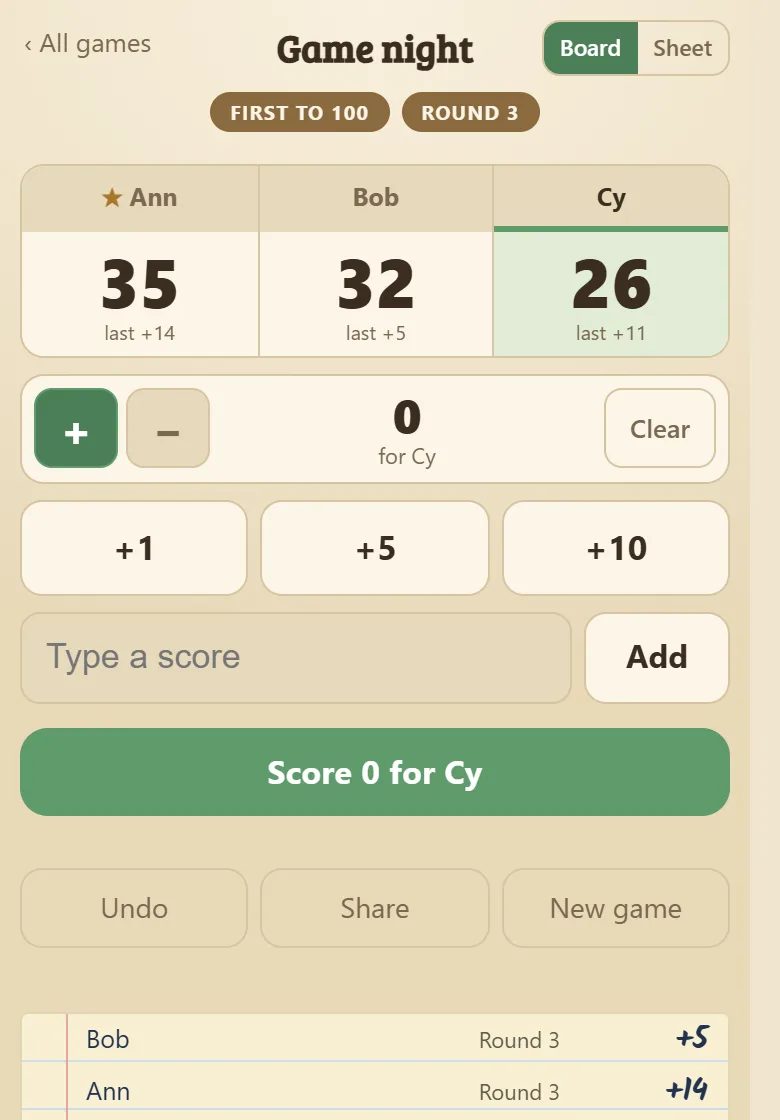 ‹ All games
Game night
Board
Sheet
FIRST TO 100
ROUND 3
★ Ann
Bob
Cy
35
32
26
last +14
last +5
last +11
+
−
0
for Cy
Clear
+1
+5
+10
Type a score
Add
Score 0 for Cy
Undo
Share
New game
Bob Round 3 +5
Ann Round 3 +14